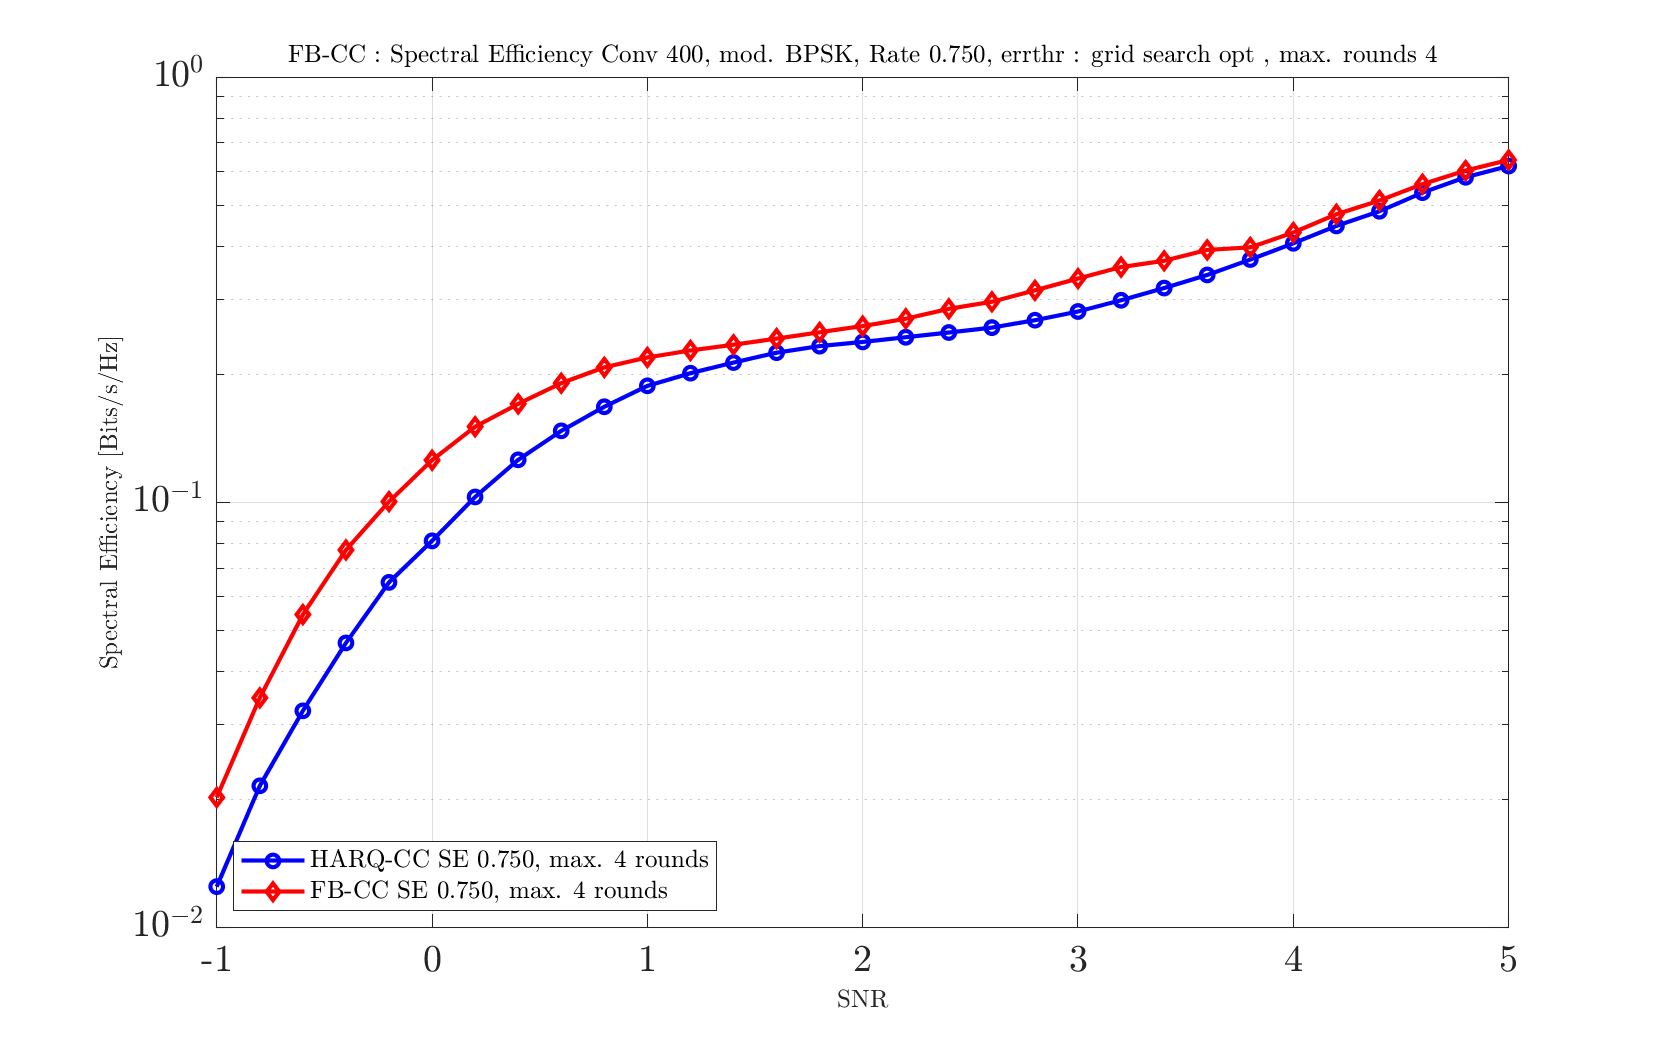 FB-CC : Spectral Efficiency Conv 400, mod. BPSK, Rate 0.750, errthr : grid search opt , max. rounds 4
10⁰
10⁻¹
10⁻²
Spectral Efficiency [Bits/s/Hz]
HARQ-CC SE 0.750, max. 4 rounds
FB-CC SE 0.750, max. 4 rounds
-1 0 1 2 3 4 5
SNR